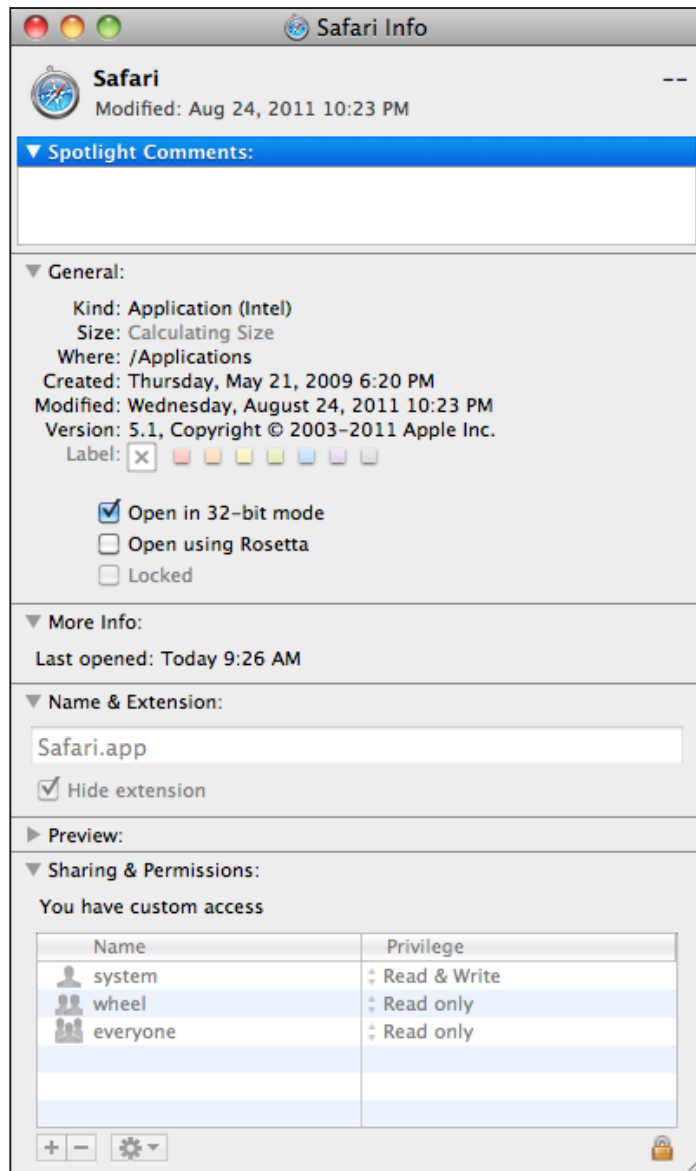 Safari Info
Safari --
Modified: Aug 24, 2011 10:23 PM
Spotlight Comments:
General:
Kind: Application (Intel)
Size: Calculating Size
Where: /Applications
Created: Thursday, May 21, 2009 6:20 PM
Modified: Wednesday, August 24, 2011 10:23 PM
Version: 5.1, Copyright © 2003-2011 Apple Inc.
Label:
Open in 32-bit mode
Open using Rosetta
Locked
More Info:
Last opened: Today 9:26 AM
Name & Extension:
Safari.app
Hide extension
Preview:
Sharing & Permissions:
You have custom access
Name Privilege
system Read & Write
wheel Read only
everyone Read only